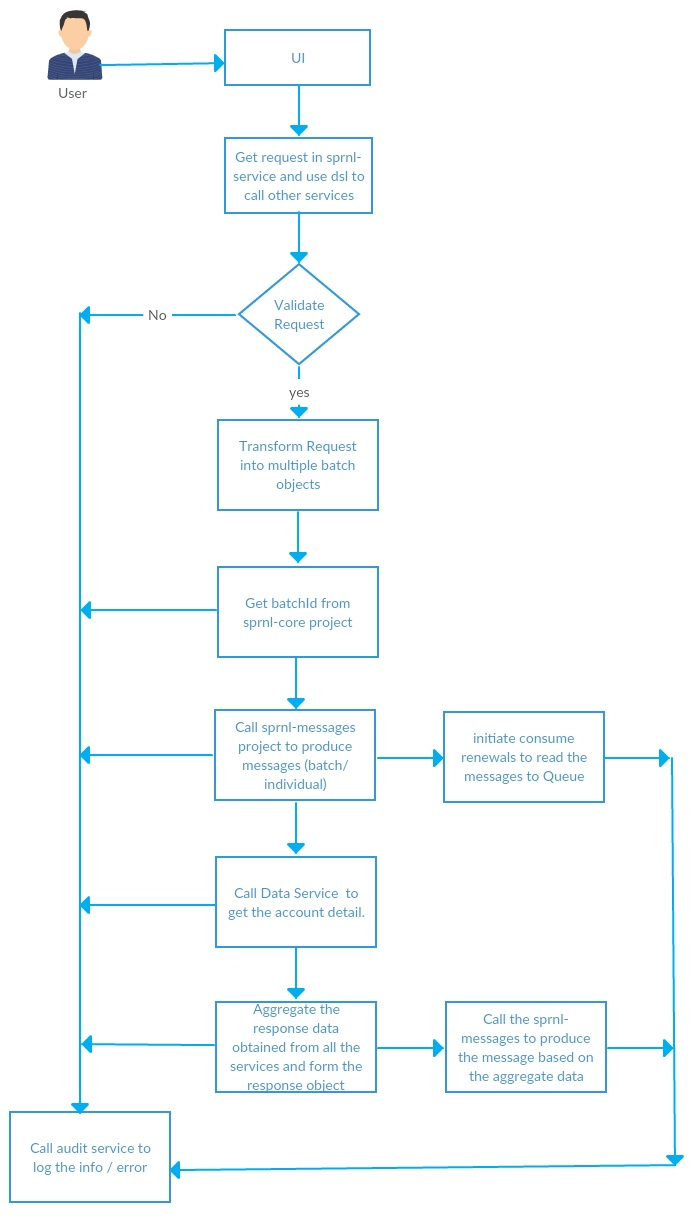 User
UI
Get request in sprnl-
service and use dsl to
call other services
Validate
Request
No
yes
Transform Request
into multiple batch
objects
Get batchId from
sprnl-core project
Call sprnl-messages
project to produce
messages (batch/
individual)
initiate consume
renewals to read the
messages to Queue
Call Data Service  to
get the account detail.
Aggregate the
response data
obtained from all the
services and form the
response object
Call the sprnl-
messages to produce
the message based on
the aggregate data
Call audit service to
log the info / error